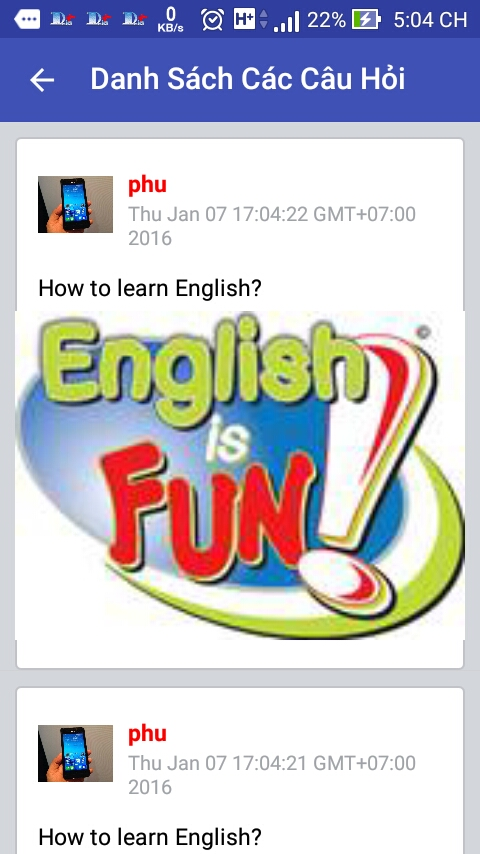 0
KB/s
H+
22%
5:04 CH
Danh Sách Các Câu Hỏi
phu
Thu Jan 07 17:04:22 GMT+07:00
2016
How to learn English?
English
©
is
FUN!
phu
Thu Jan 07 17:04:21 GMT+07:00
2016
How to learn English?